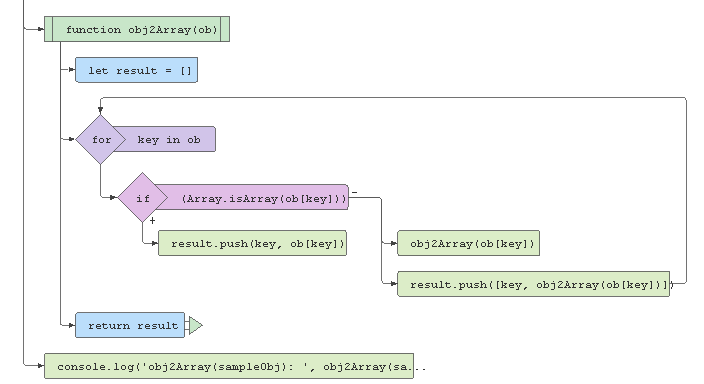 function obj2Array(ob)
let result = []
for key in ob
if (Array.isArray(ob[key]))
-
+
result.push(key, ob[key])
obj2Array(ob[key])
result.push([key, obj2Array(ob[key])])
return result
console.log('obj2Array(sampleObj): ', obj2Array(sa...